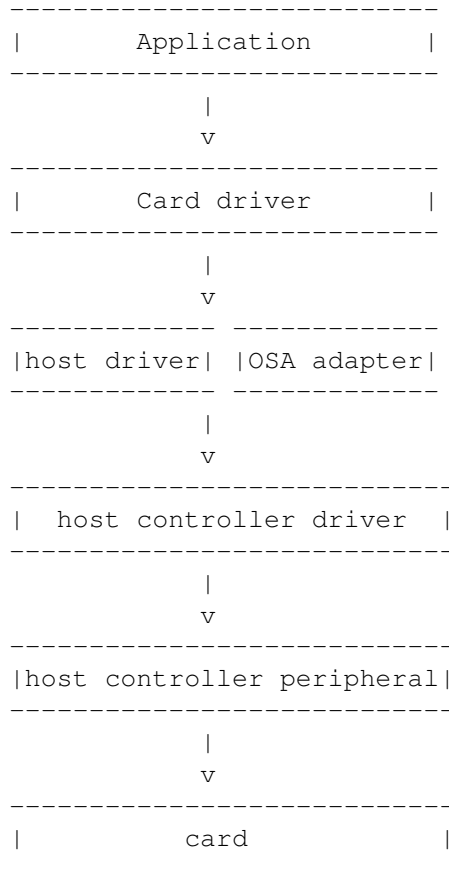 ---------------------------
|       Application       |
---------------------------
            |
            v
---------------------------
|       Card driver       |
---------------------------
            |
            v
------------- -------------
|host driver| |OSA adapter|
------------- -------------
            |
            v
----------------------------
|  host controller driver  |
----------------------------
            |
            v
----------------------------
|host controller peripheral|
----------------------------
            |
            v
----------------------------
|          card            |